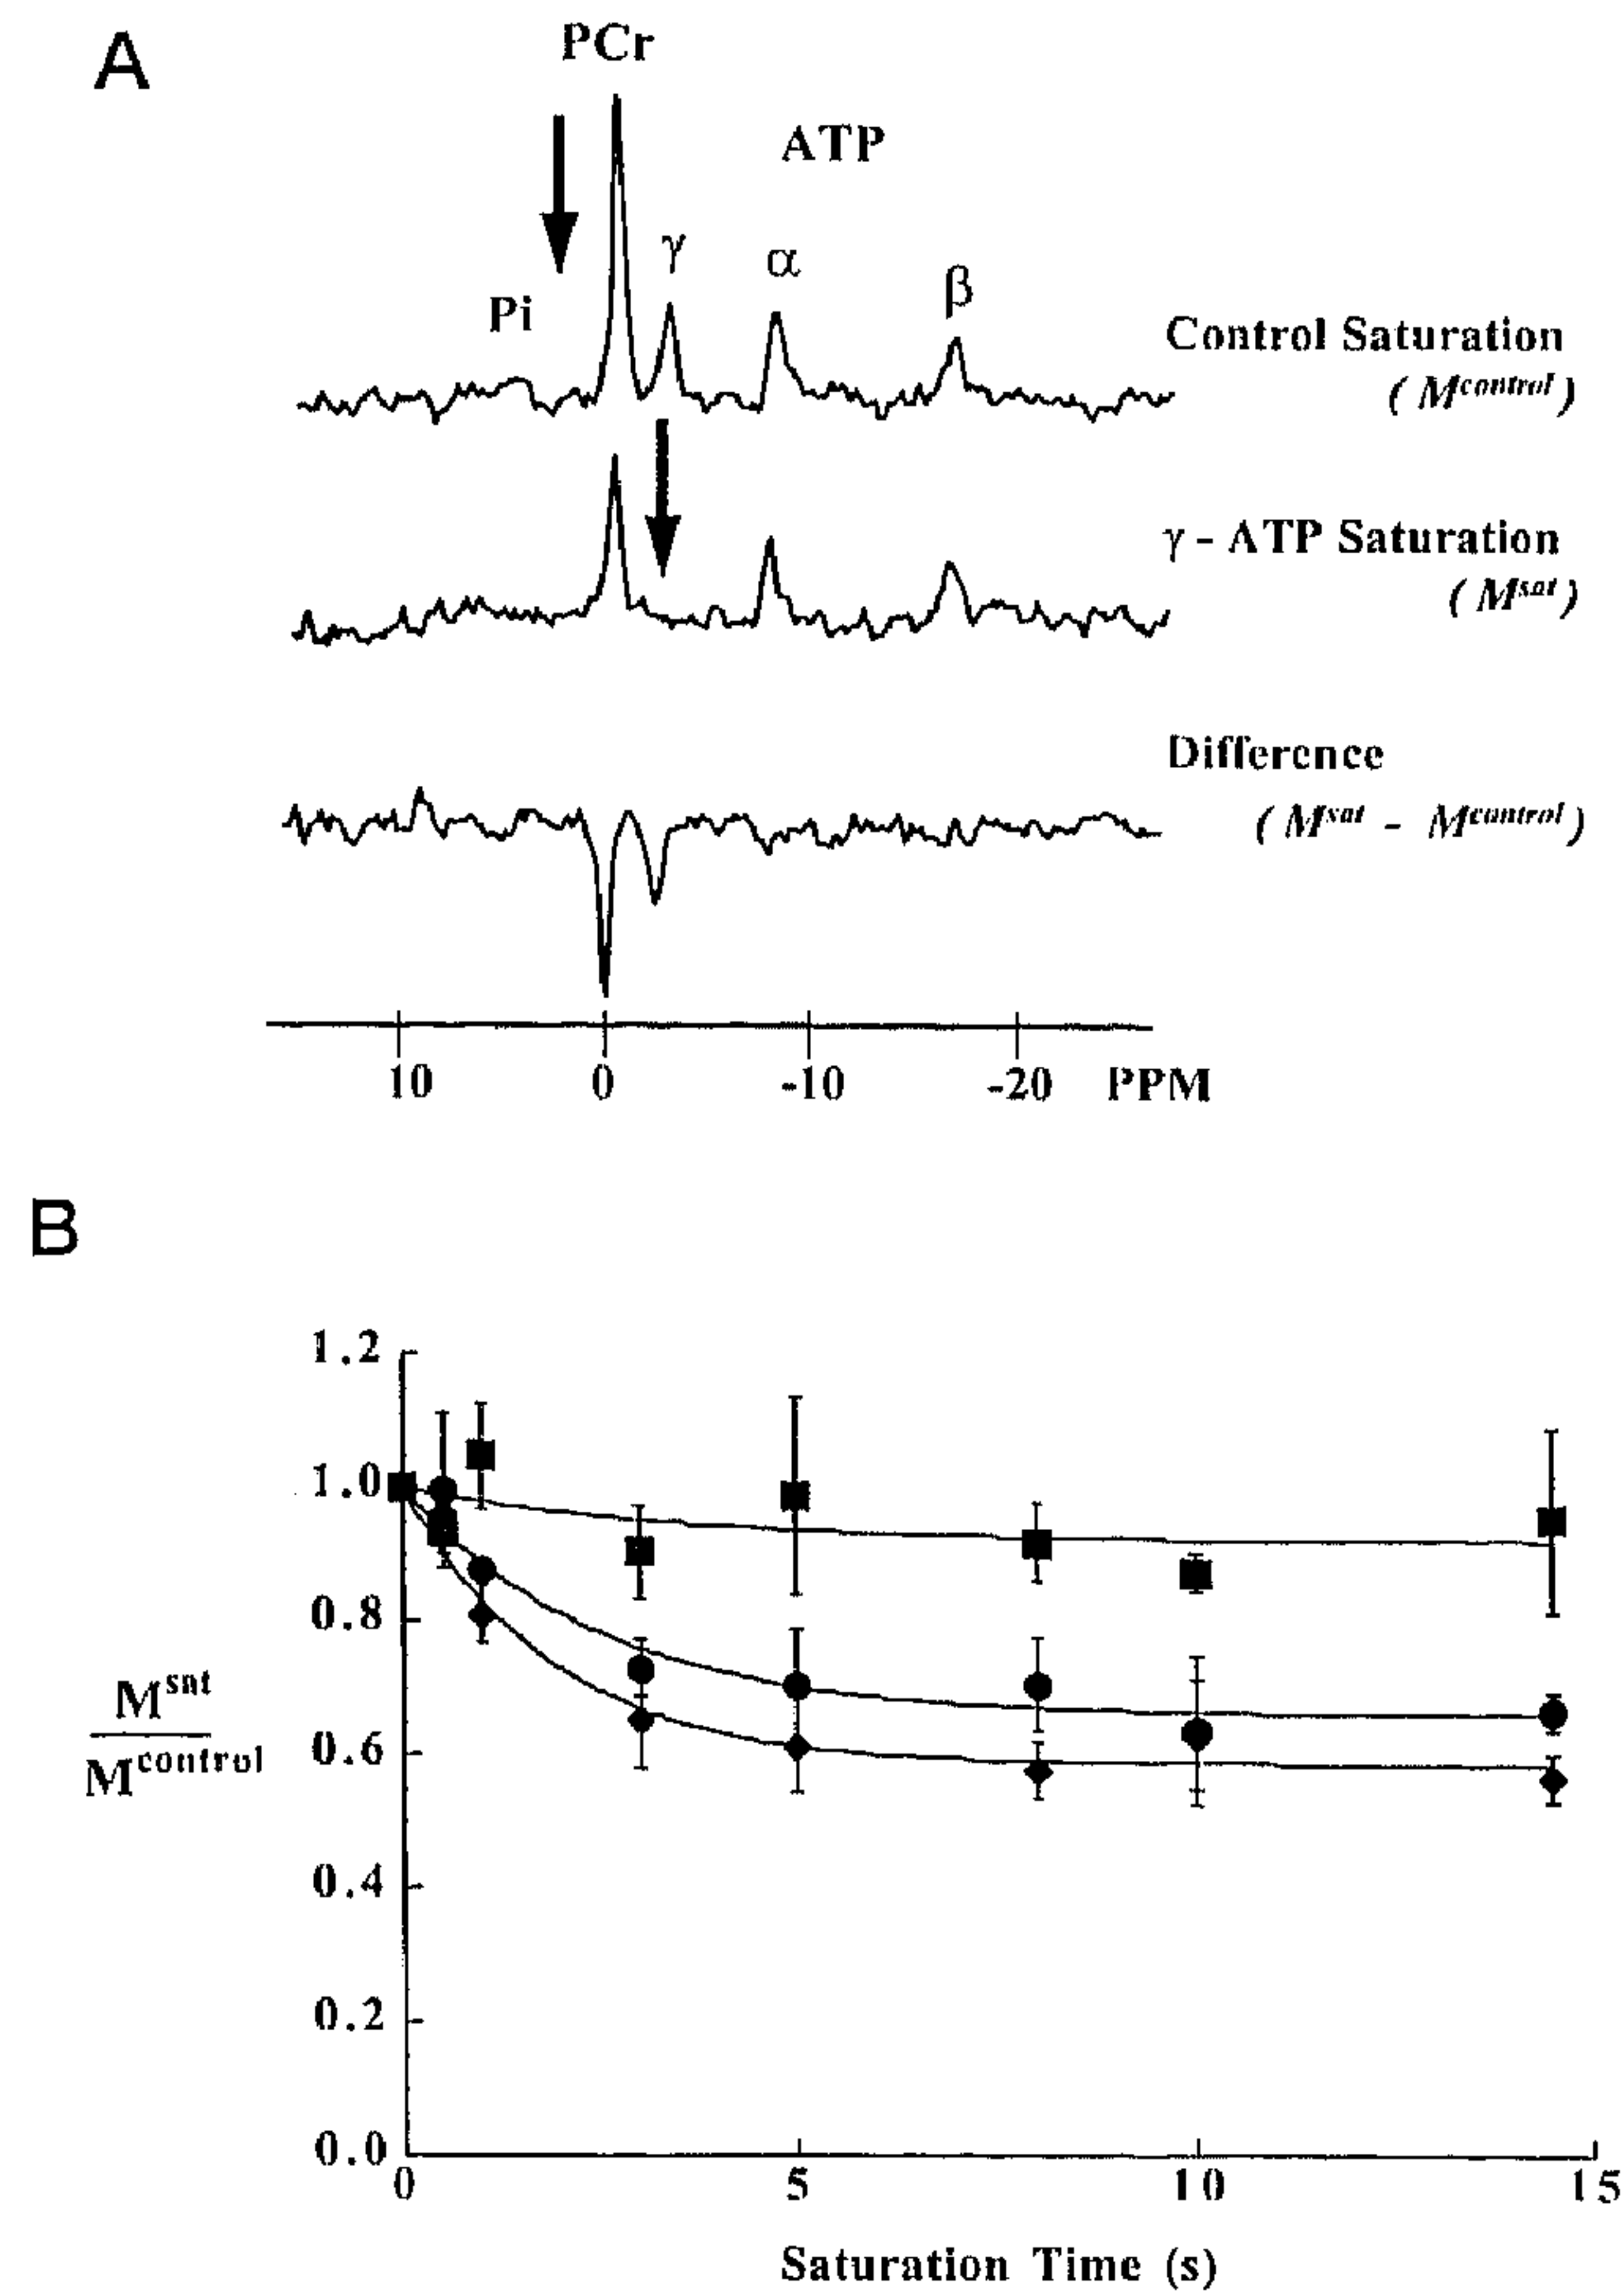 A
PCr
ATP
γ
α
β
Pi
Control Saturation
( Mcontrol )
γ - ATP Saturation
( Msat )
Difference
( Msat - Mcontrol )
10 0 -10 -20 PPM
B
1.2
1.0
0.8
0.6
0.4
0.2
0.0
Msat
Mcontrol
0 5 10 15
Saturation Time (s)